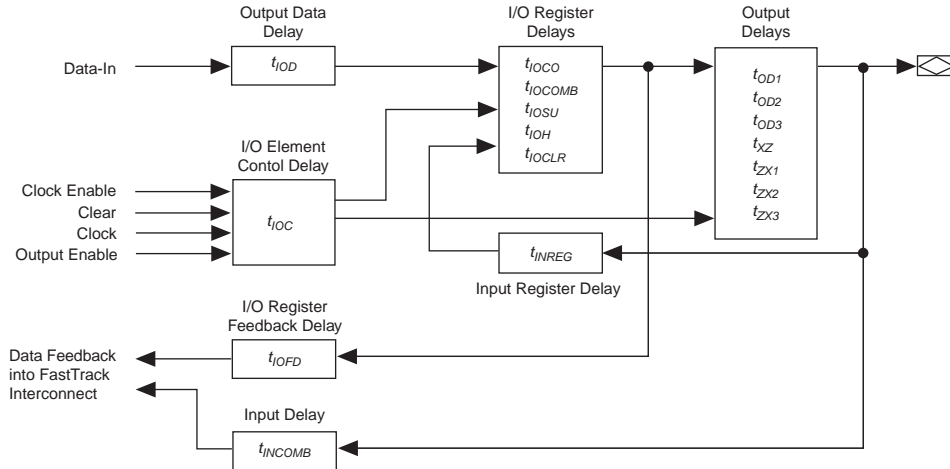 Output Data
Delay
I/O Register
Delays
Output
Delays
Data-In
tIOD
tIOCO
tIOCOMB
tIOSU
tIOH
tIOCLR
tOD1
tOD2
tOD3
tXZ
tZX1
tZX2
tZX3
I/O Element
Contol Delay
Clock Enable
Clear
Clock
Output Enable
tIOC
tINREG
Input Register Delay
I/O Register
Feedback Delay
tIOFD
Data Feedback
into FastTrack
Interconnect
Input Delay
tINCOMB